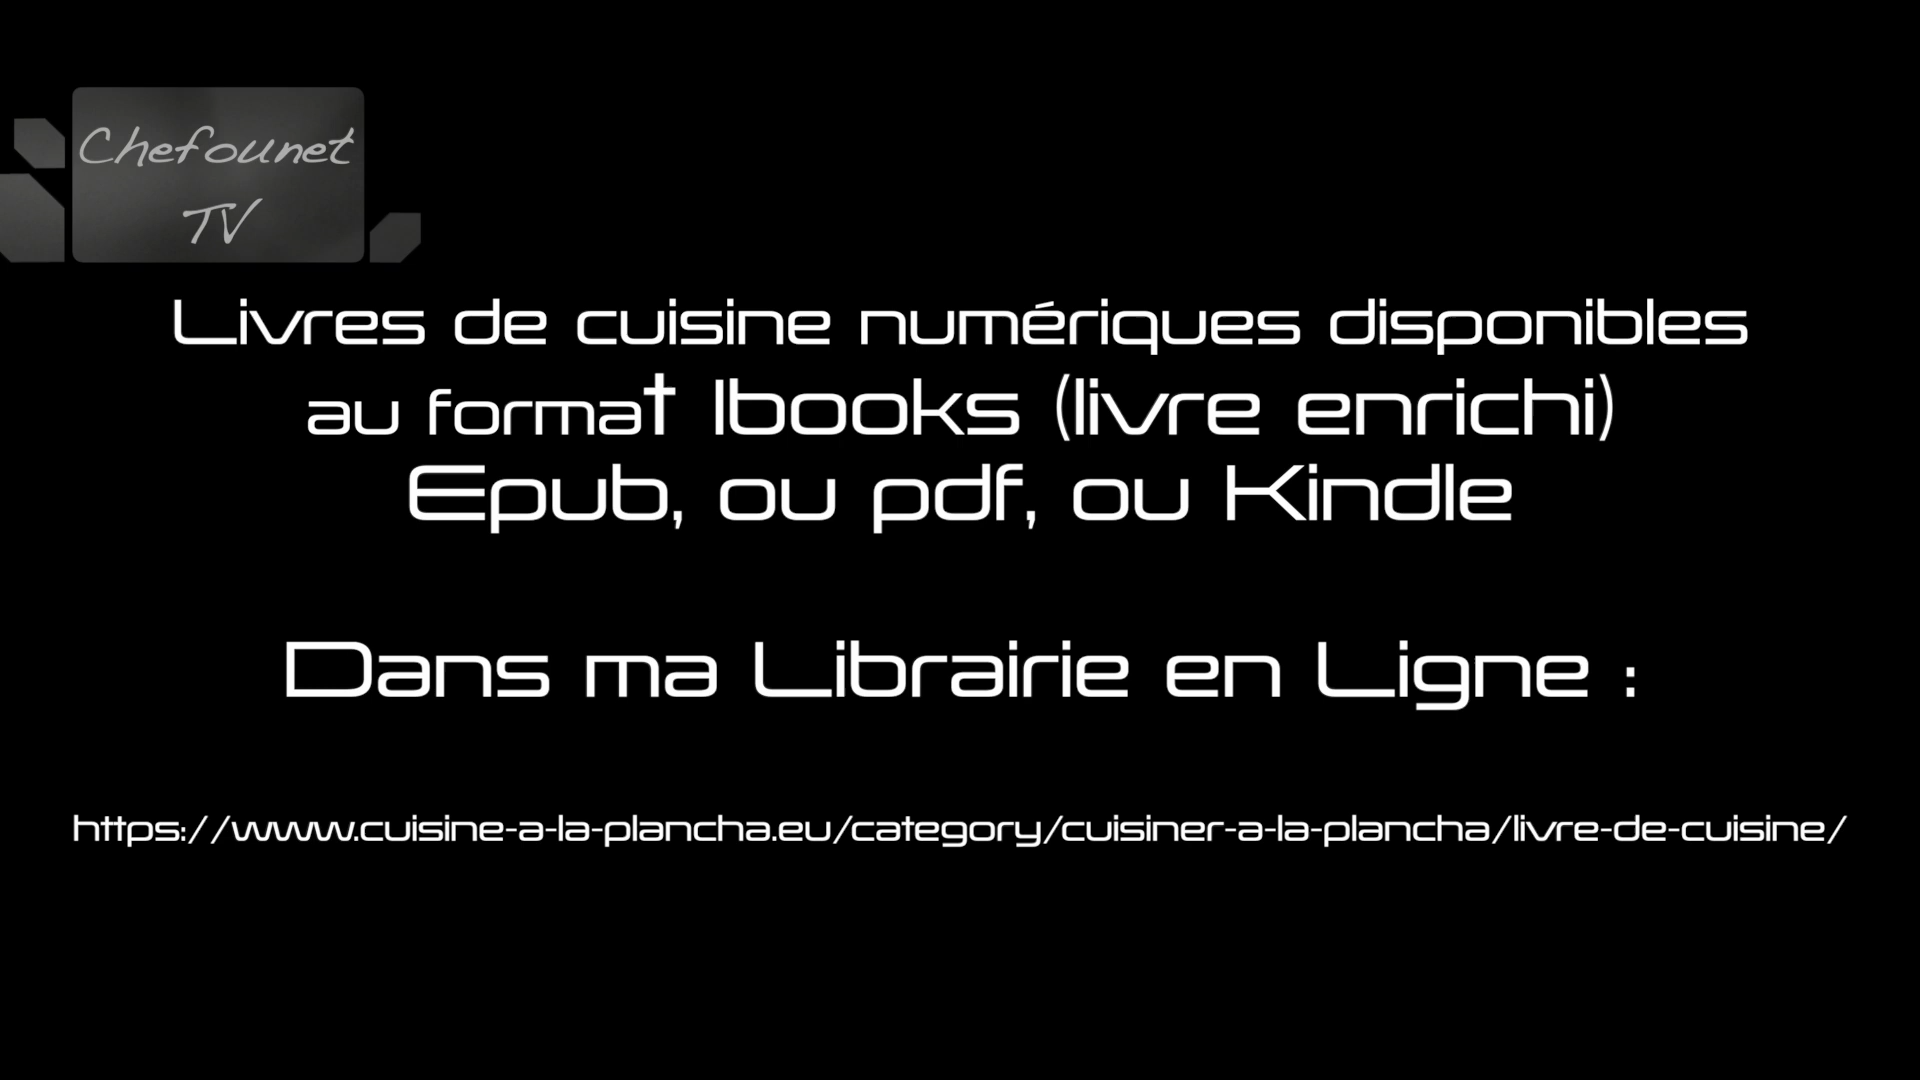 Chefounet
TV
Livres de cuisine numériques disponibles
au format Ibooks (livre enrichi)
Epub, ou pdf, ou Kindle
Dans ma Librairie en Ligne :
https://www.cuisine-a-la-plancha.eu/category/cuisiner-a-la-plancha/livre-de-cuisine/